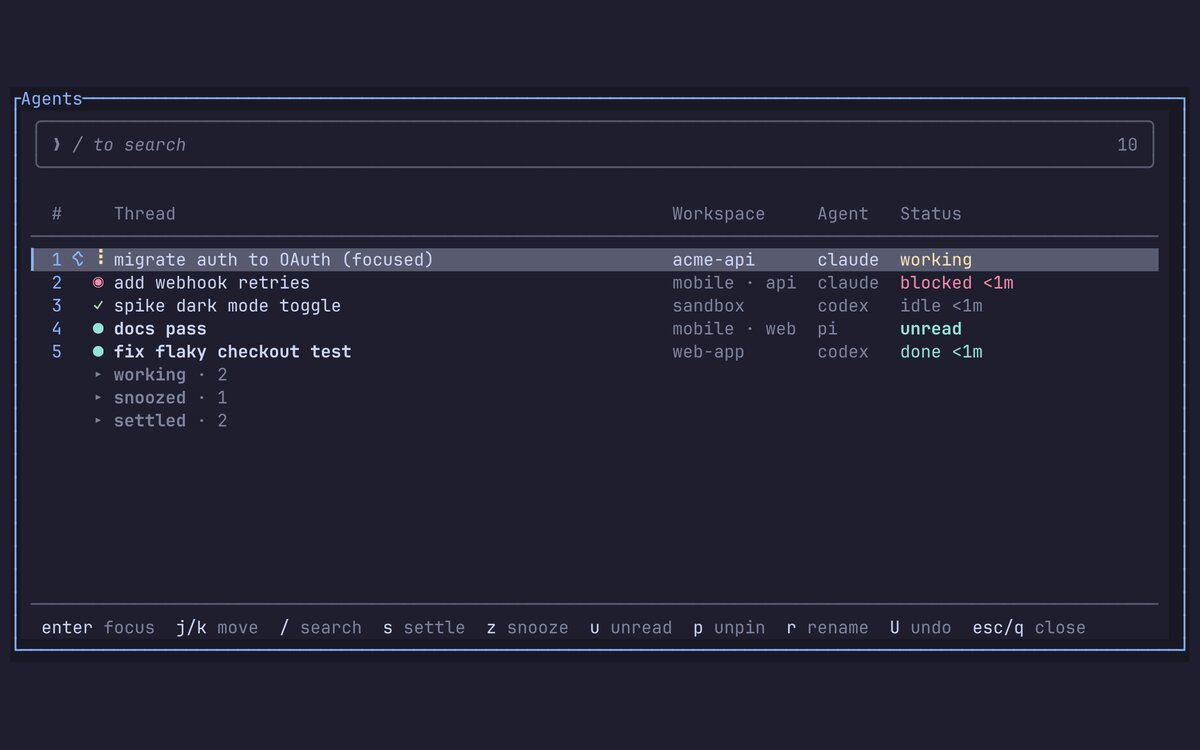 Agents
❫ / to search 10
# Thread Workspace Agent Status
1 migrate auth to OAuth (focused) acme-api claude working
2 add webhook retries mobile · api claude blocked <1m
3 ✓ spike dark mode toggle sandbox codex idle <1m
4 ● docs pass mobile · web pi unread
5 ● fix flaky checkout test web-app codex done <1m
▸ working · 2
▸ snoozed · 1
▸ settled · 2
enter focus j/k move / search s settle z snooze u unread p unpin r rename U undo esc/q close